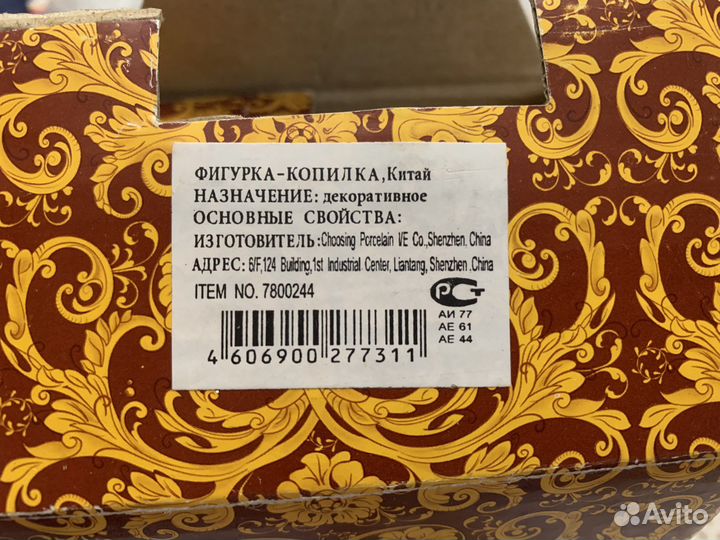 ФИГУРКА-КОПИЛКА,Китай
НАЗНАЧЕНИЕ: декоративное
ОСНОВНЫЕ СВОЙСТВА:
ИЗГОТОВИТЕЛЬ:Choosing Porcelain I/E Co.,Shenzhen. China
АДРЕС: 6/F,124 Building,1st Industrial Center, Liantang, Shenzhen .China
ITEM NO. 7800244
РСТ
АИ 77
АЕ 61
АЕ 44
4 606900 277311
Avito